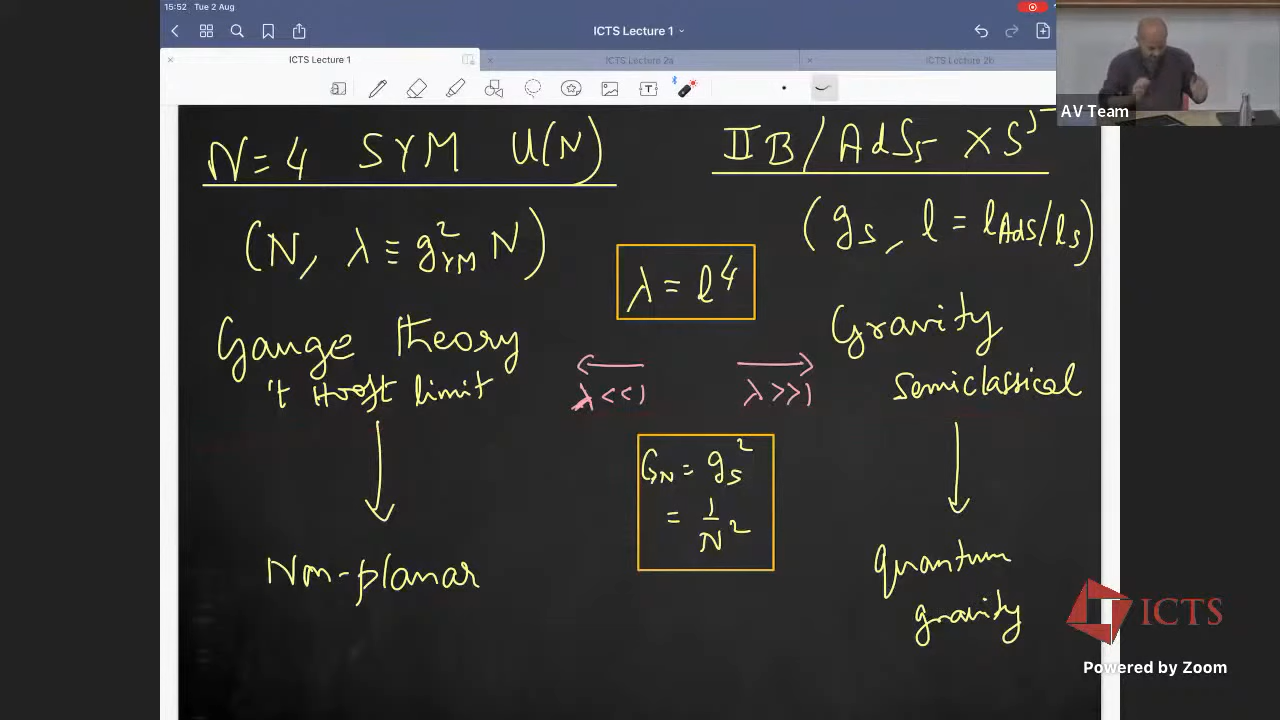 15:52 Tue 2 Aug
ICTS Lecture 1
ICTS Lecture 1
ICTS Lecture 2a
ICTS Lecture 2b
AV Team
N=4 SYM U(N)
IIB/AdS5 x S5
(N, λ ≡ g²YM N)
(gs, l = lAdS/ls)
λ = l⁴
Gauge theory
't Hooft limit
Gravity
semiclassical
λ<<1
λ>>1
GN = gs²
= 1/N²
Non-planar
quantum
gravity
ICTS
Powered by Zoom